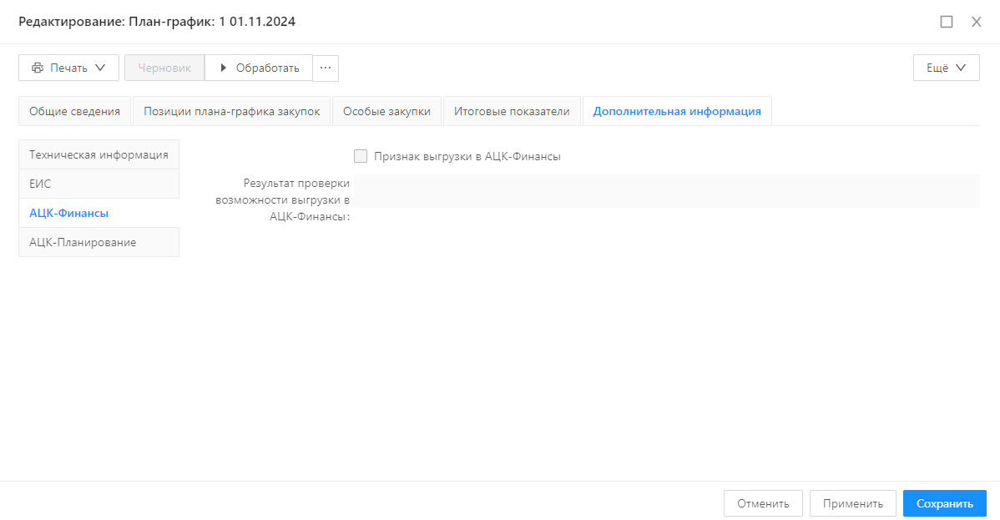 Редактирование: План-график: 1 01.11.2024
Печать Черновик Обработать ... Ещё
Общие сведения Позиции плана-графика закупок Особые закупки Итоговые показатели Дополнительная информация
Техническая информация
ЕИС
АЦК-Финансы
АЦК-Планирование
Признак выгрузки в АЦК-Финансы
Результат проверки
возможности выгрузки в
АЦК-Финансы:
Отменить Применить Сохранить